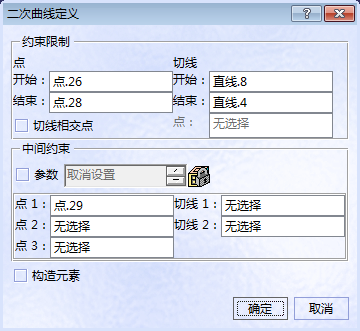 二次曲线定义
约束限制
点 切线
开始： 点.26 开始： 直线.8
结束： 点.28 结束： 直线.4
切线相交点 点： 无选择
中间约束
参数 取消设置
点 1： 点.29 切线 1： 无选择
点 2： 无选择 切线 2： 无选择
点 3： 无选择
构造元素
确定 取消